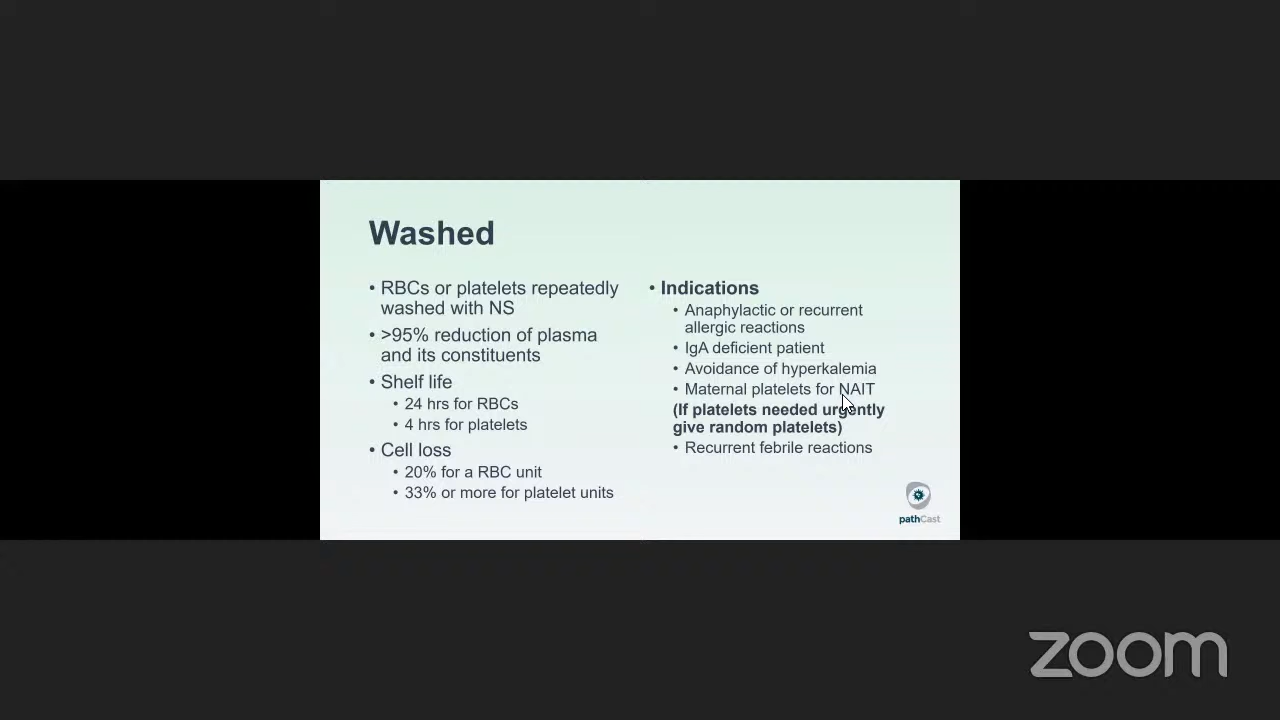 Washed
• RBCs or platelets repeatedly
washed with NS
• >95% reduction of plasma
and its constituents
• Shelf life
• 24 hrs for RBCs
• 4 hrs for platelets
• Cell loss
• 20% for a RBC unit
• 33% or more for platelet units
• Indications
• Anaphylactic or recurrent
allergic reactions
• IgA deficient patient
• Avoidance of hyperkalemia
• Maternal platelets for NAIT
(If platelets needed urgently
give random platelets)
• Recurrent febrile reactions
pathCast
zoom